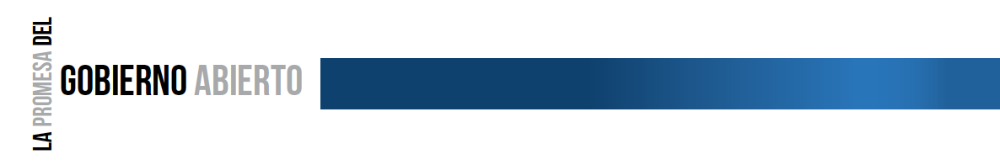 LA PROMESA DEL
GOBIERNO ABIERTO